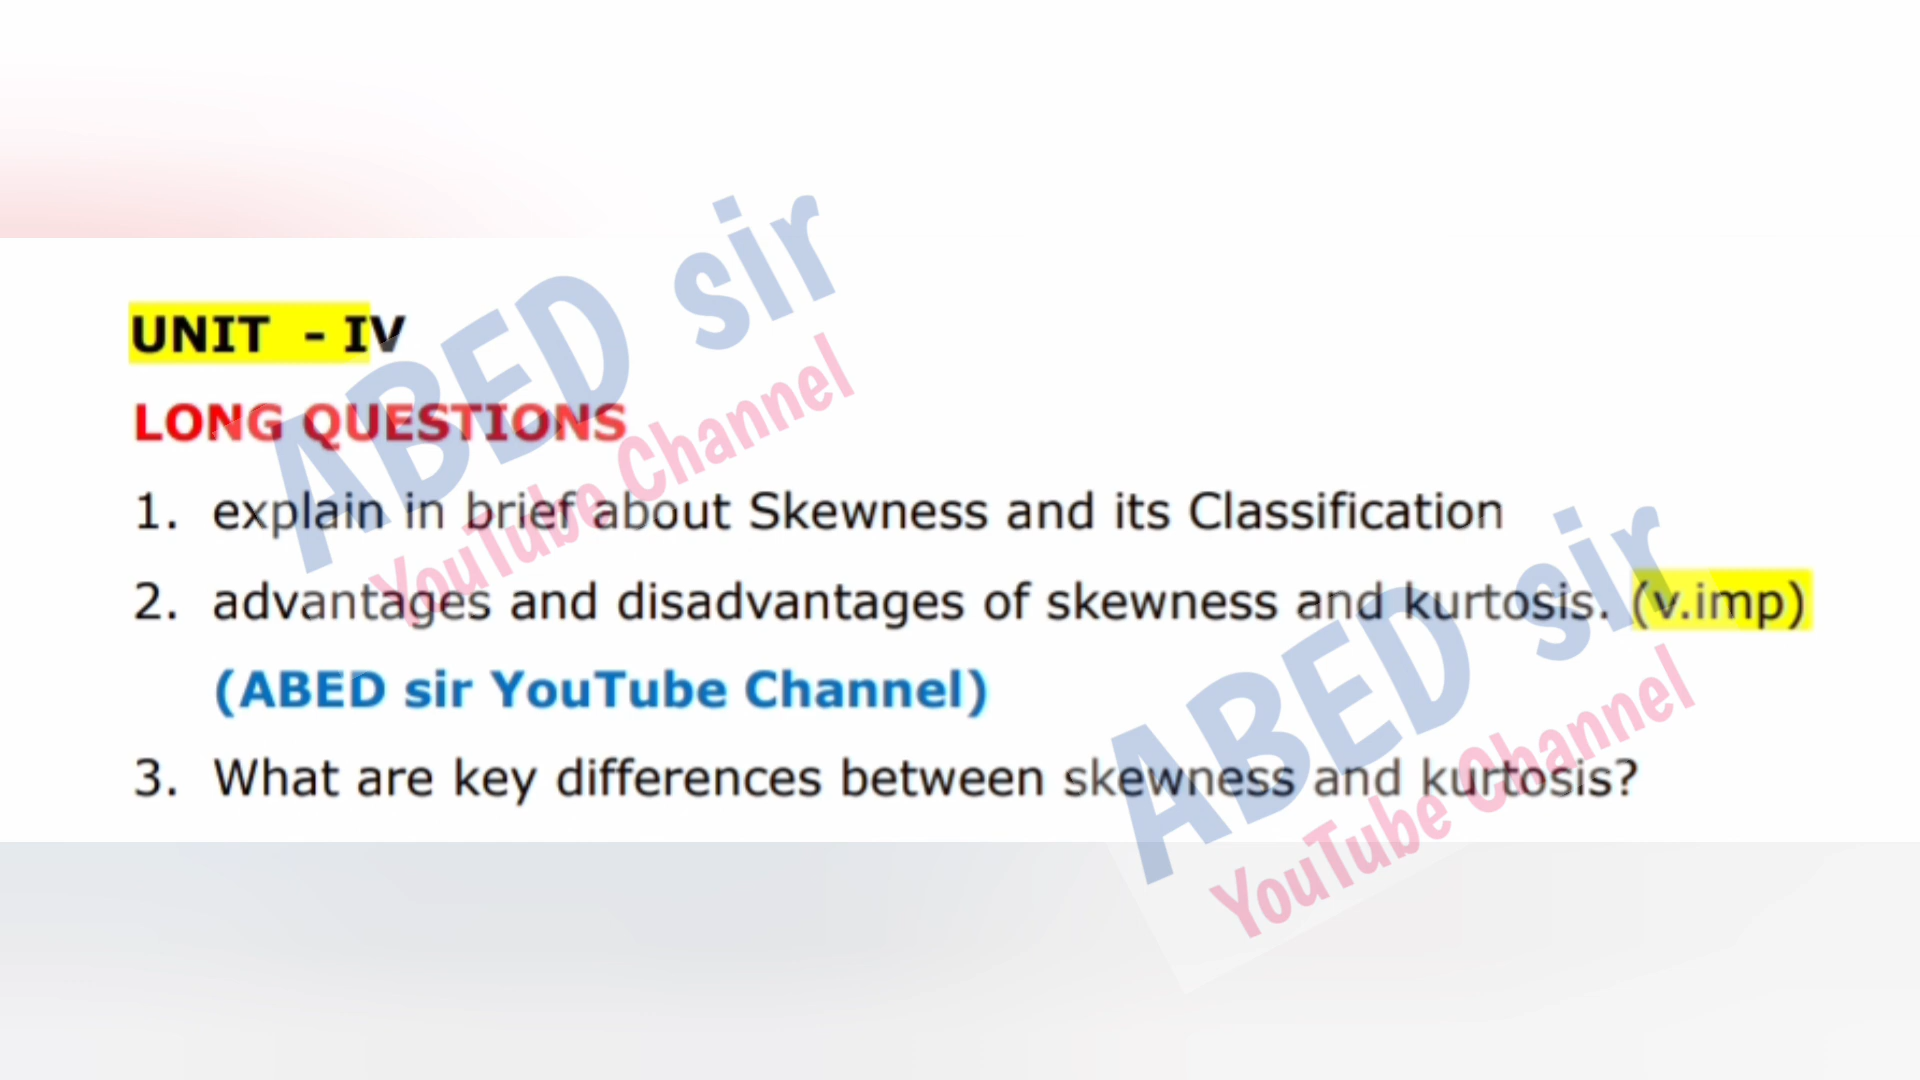 UNIT - IV
LONG QUESTIONS
1. explain in brief about Skewness and its Classification
2. advantages and disadvantages of skewness and kurtosis. (v.imp)
(ABED sir YouTube Channel)
3. What are key differences between skewness and kurtosis?
ABED sir
YouTube Channel
ABED sir
YouTube Channel